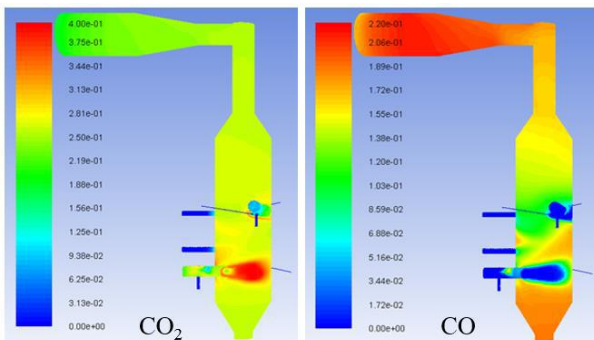 4.00e-01
3.75e-01
3.44e-01
3.13e-01
2.81e-01
2.50e-01
2.19e-01
1.88e-01
1.56e-01
1.25e-01
9.38e-02
6.25e-02
3.13e-02
0.00e+00
CO₂
2.20e-01
2.06e-01
1.89e-01
1.72e-01
1.55e-01
1.38e-01
1.20e-01
1.03e-01
8.59e-02
6.87e-02
5.16e-02
3.44e-02
1.72e-02
0.00e+00
CO